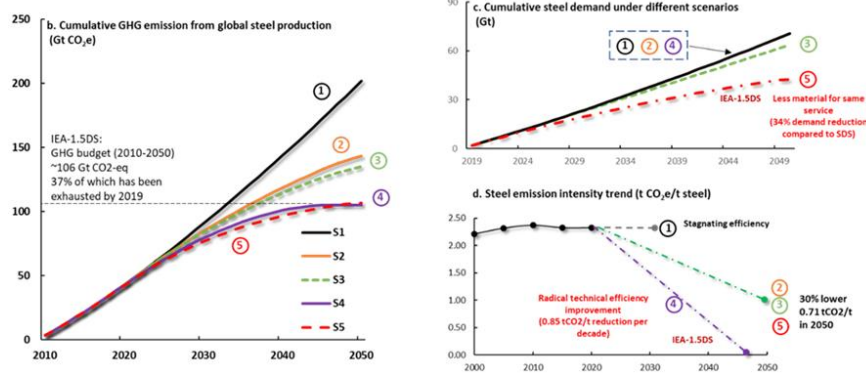 b. Cumulative GHG emission from global steel production
(Gt CO₂e)
250
200
150
100
50
0
2010
2020
2030
2040
2050
IEA-1.5DS:
GHG budget (2010-2050)
~106 Gt CO2-eq
37% of which has been
exhausted by 2019
1
2
3
4
5
S1
S2
S3
S4
S5
c. Cumulative steel demand under different scenarios
(Gt)
90
60
30
0
2019
2024
2029
2034
2039
2044
2049
1 2 4
3
5
IEA-1.5DS
Less material for same
service
(34% demand reduction
compared to SDS)
d. Steel emission intensity trend (t CO₂e/t steel)
2.50
2.00
1.50
1.00
0.50
0.00
2000
2010
2020
2030
2040
2050
1
Stagnating efficiency
Radical technical efficiency
improvement
(0.85 tCO2/t reduction per
decade)
4
IEA-1.5DS
2
3
5
30% lower
0.71 tCO2/t
in 2050